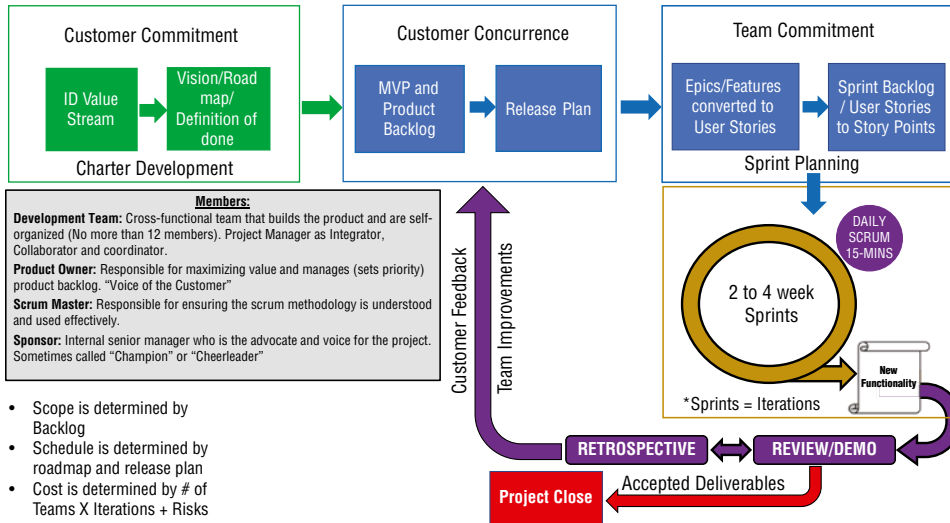 Customer Commitment
ID Value
Stream
Vision/Road
map/
Definition of
done
Charter Development
Customer Concurrence
MVP and
Product
Backlog
Release Plan
Team Commitment
Epics/Features
converted to
User Stories
Sprint Backlog
/ User Stories
to Story Points
Sprint Planning
Members:
Development Team: Cross-functional team that builds the product and are self-
organized (No more than 12 members). Project Manager as Integrator,
Collaborator and coordinator.
Product Owner: Responsible for maximizing value and manages (sets priority)
product backlog. “Voice of the Customer”
Scrum Master: Responsible for ensuring the scrum methodology is understood
and used effectively.
Sponsor: Internal senior manager who is the advocate and voice for the project.
Sometimes called “Champion” or “Cheerleader”
Customer Feedback
Team Improvements
DAILY
SCRUM
15-MINS
2 to 4 week
Sprints
New
Functionality
*Sprints = Iterations
• Scope is determined by
Backlog
• Schedule is determined by
roadmap and release plan
• Cost is determined by # of
Teams X Iterations + Risks
RETROSPECTIVE
REVIEW/DEMO
Project Close
Accepted Deliverables